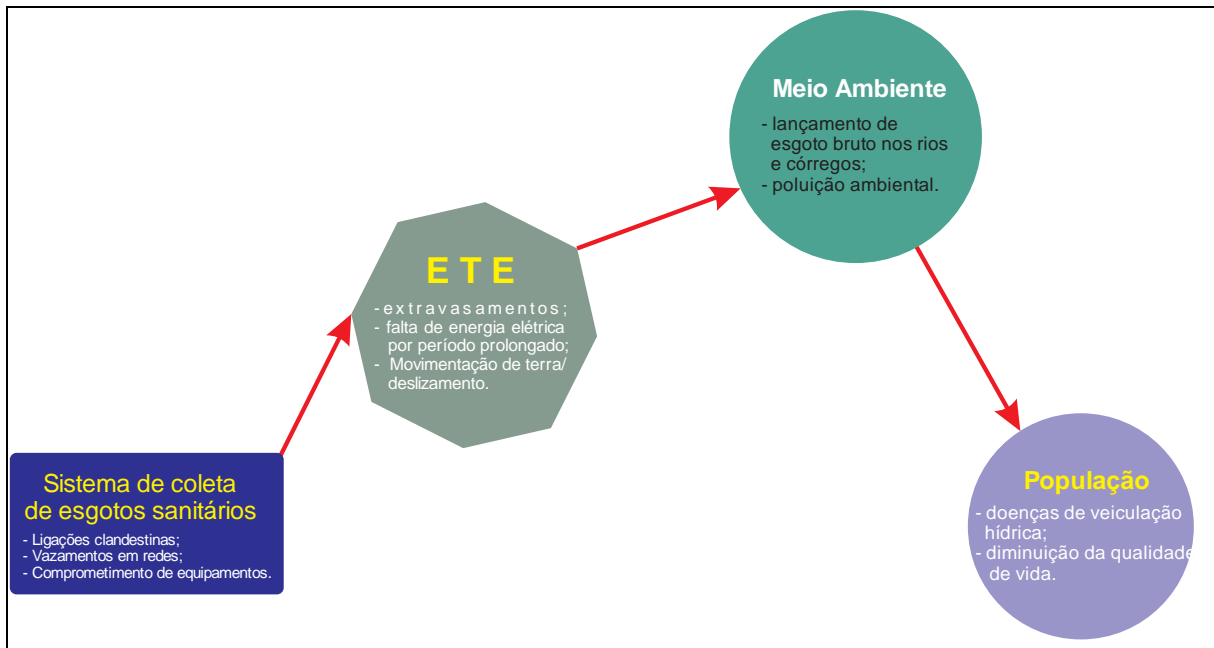 Sistema de coleta
de esgotos sanitários
- Ligações clandestinas;
- Vazamentos em redes;
- Comprometimento de equipamentos.
E T E
- extravasamentos;
- falta de energia elétrica
por período prolongado;
- Movimentação de terra/
deslizamento.
Meio Ambiente
- lançamento de
esgoto bruto nos rios
e córregos;
- poluição ambiental.
População
- doenças de veiculação
hídrica;
- diminuição da qualidade
de vida.